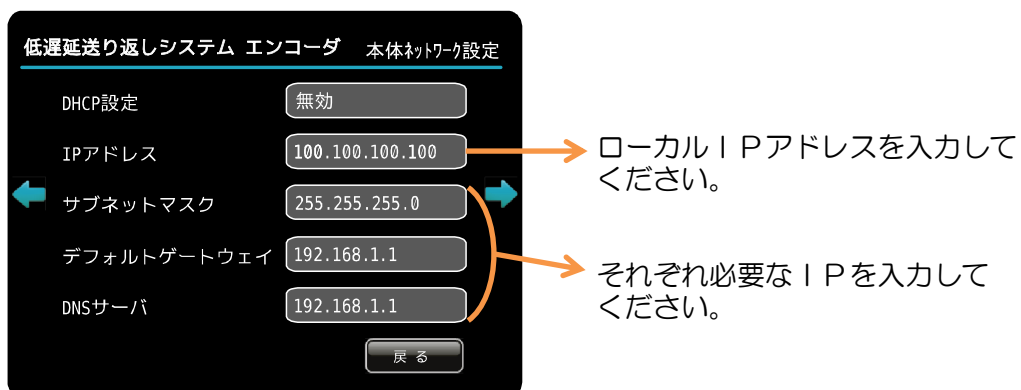 低遅延送り返しシステム エンコーダ 本体ﾈｯﾄﾜｰｸ設定
DHCP設定 無効
IPアドレス 100.100.100.100
サブネットマスク 255.255.255.0
デフォルトゲートウェイ 192.168.1.1
DNSサーバ 192.168.1.1
戻る
ローカルＩＰアドレスを入力して
ください。
それぞれ必要なＩＰを入力して
ください。